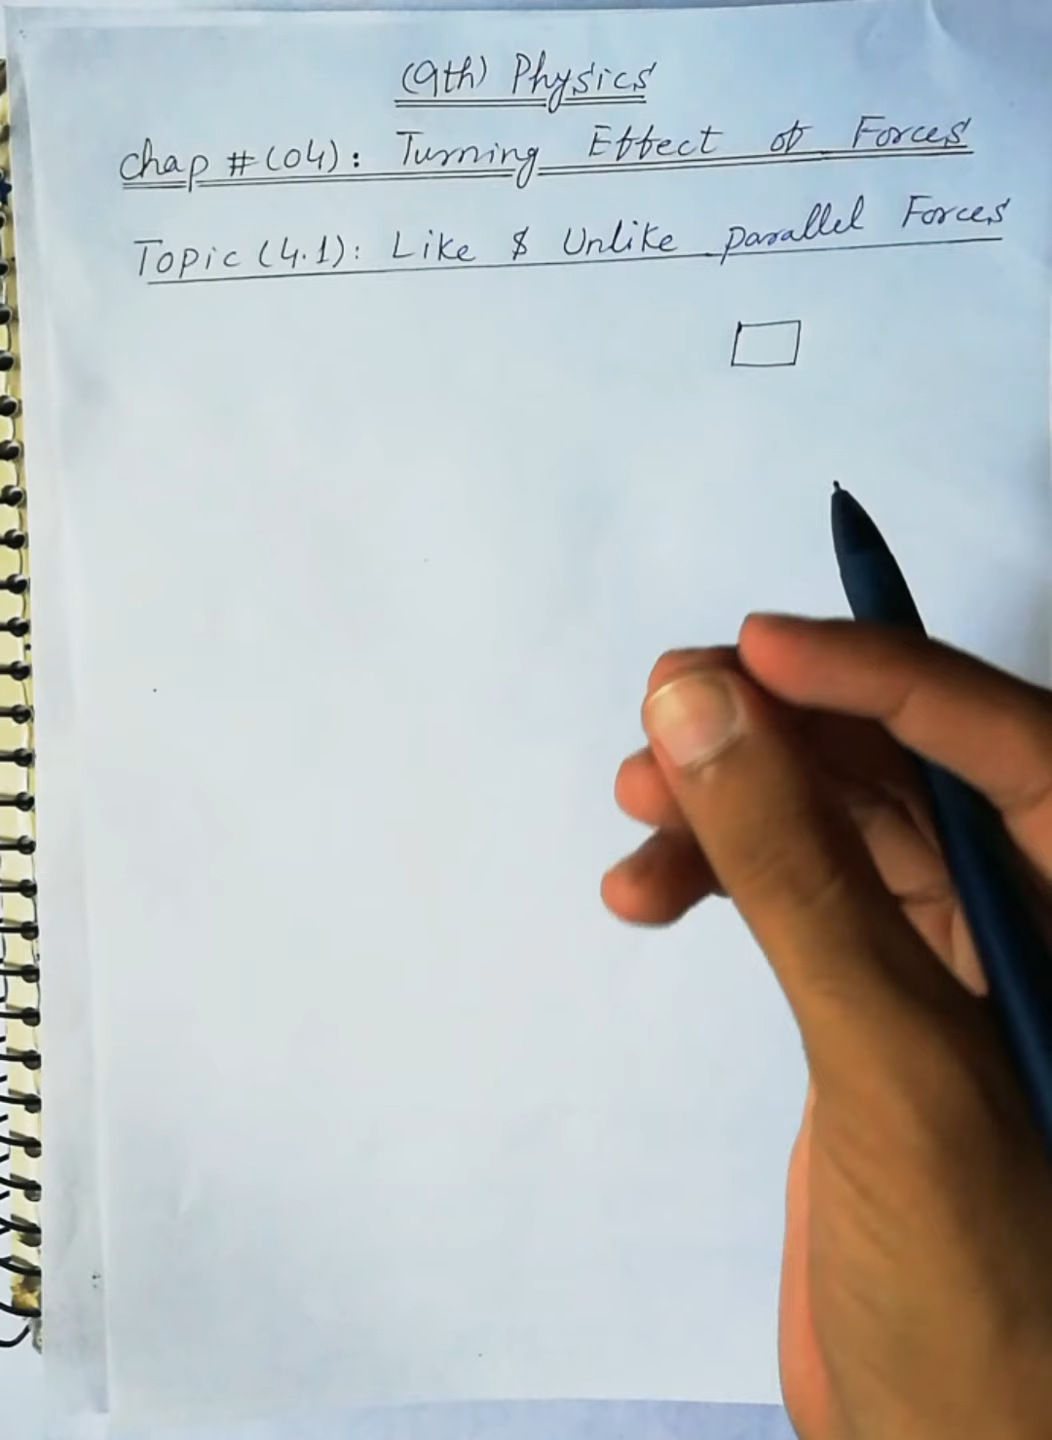 (9th) Physics
Chap # (04): Turning Effect of Forces
Topic (4.1): Like & Unlike parallel Forces